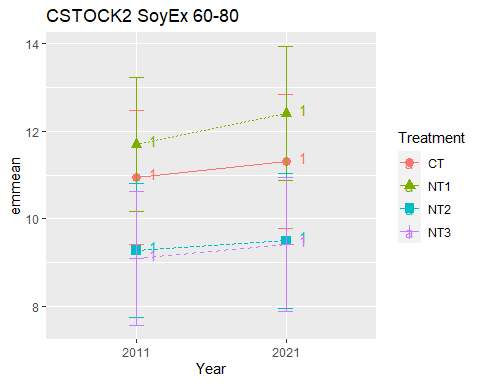 CSTOCK2 SoyEx 60-80
14
12
10
8
emmean
1
1
1
1
1
1
1
1
2011
2021
Year
Treatment
a CT
a NT1
a NT2
a NT3